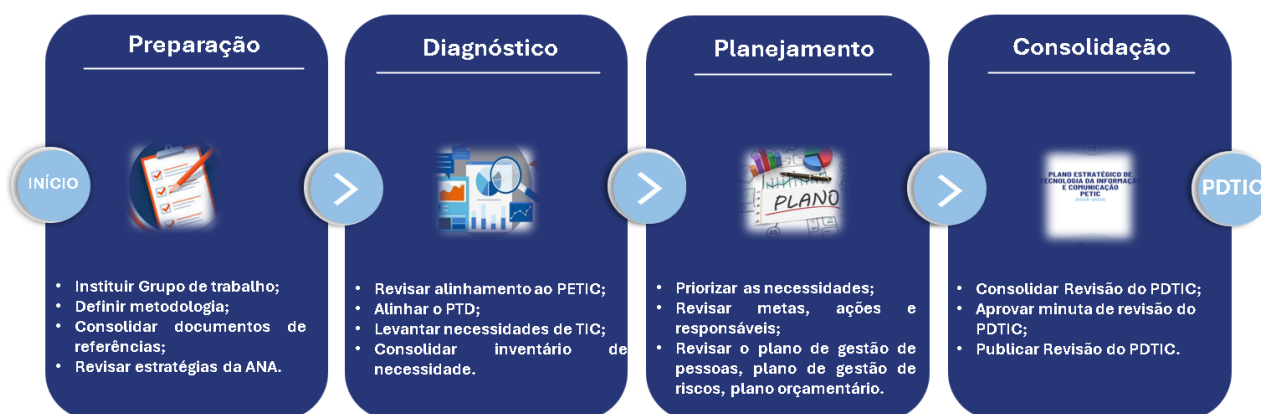 INÍCIO
Preparação
• Instituir Grupo de trabalho;
• Definir metodologia;
• Consolidar documentos de
referências;
• Revisar estratégias da ANA.
Diagnóstico
• Revisar alinhamento ao PETIC;
• Alinhar o PTD;
• Levantar necessidades de TIC;
• Consolidar inventário de
necessidade.
Planejamento
PLANO
• Priorizar as necessidades;
• Revisar metas, ações e
responsáveis;
• Revisar o plano de gestão de
pessoas, plano de gestão de
riscos, plano orçamentário.
Consolidação
PLANO ESTRATÉGICO DE
TECNOLOGIA DA INFORMAÇÃO
E COMUNICAÇÃO
PETIC
• Consolidar Revisão do PDTIC;
• Aprovar minuta de revisão do
PDTIC;
• Publicar Revisão do PDTIC.
PDTIC